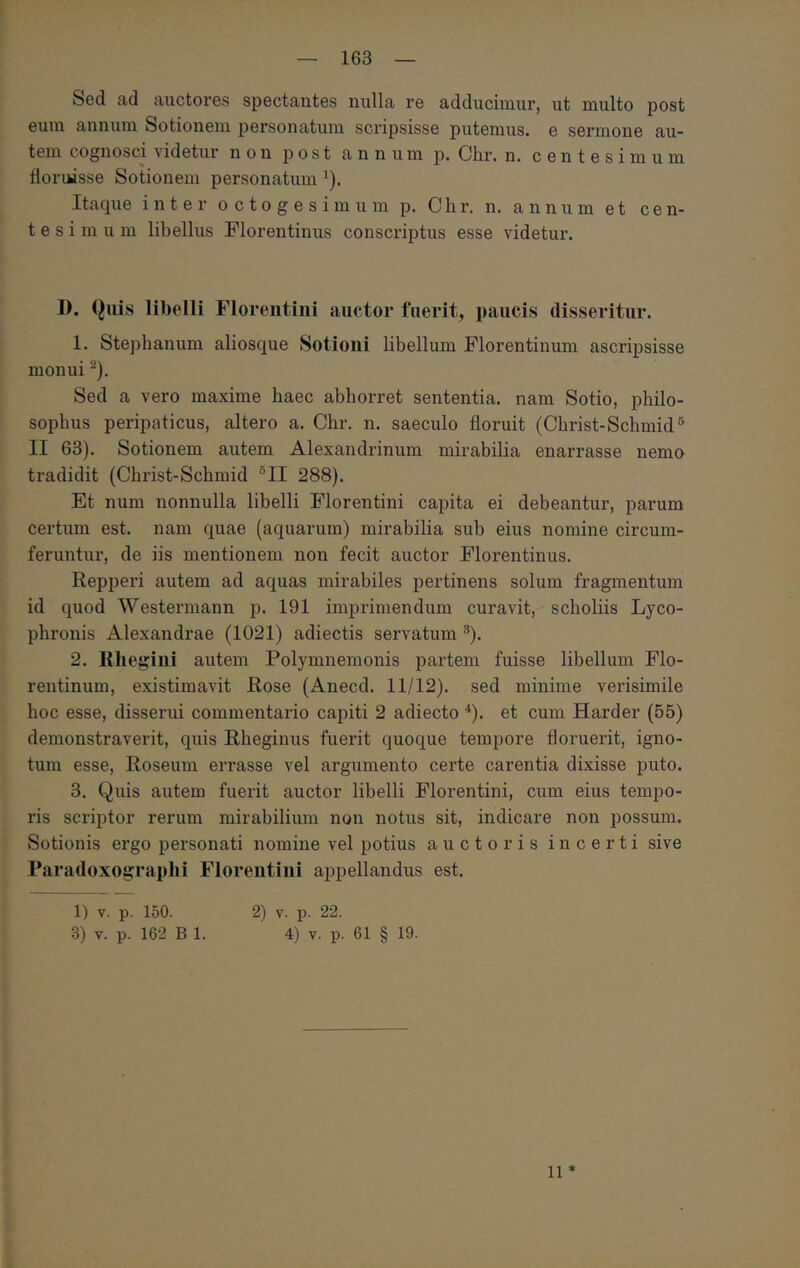 — 163 —
Sed ad auctores spectantes nulla re adducimur, ut multo post
eum annum Sotionem personatum scripsisse putemus. e sermone au-
tem cognosci videtur non post annum p. Chr. n. centesimum
floruisse Sotionem personatum ¹).
Itaque inter octogesimum p. Chr. n. annum et cen-
tesimum libellus Florentinus conscriptus esse videtur.
D. Quis libelli Florentini auctor fuerit, paucis disseritur.
1. Stephanum aliosque Sotioni libellum Florentinum ascripsisse
monui ²).
Sed a vero maxime haec abhorret sententia. nam Sotio, philo-
sophus peripaticus, altero a. Chr. n. saeculo floruit (Christ-Schmid⁵
II 63). Sotionem autem Alexandrinum mirabilia enarrasse nemo
tradidit (Christ-Schmid ⁵II 288).
Et num nonnulla libelli Florentini capita ei debeantur, parum
certum est. nam quae (aquarum) mirabilia sub eius nomine circum-
feruntur, de iis mentionem non fecit auctor Florentinus.
Repperi autem ad aquas mirabiles pertinens solum fragmentum
id quod Westermann p. 191 imprimendum curavit, scholiis Lyco-
phronis Alexandrae (1021) adiectis servatum ³).
2. Rhegini autem Polymnemonis partem fuisse libellum Flo-
rentinum, existimavit Rose (Anecd. 11/12). sed minime verisimile
hoc esse, disserui commentario capiti 2 adiecto ⁴). et cum Harder (55)
demonstraverit, quis Rheginus fuerit quoque tempore floruerit, igno-
tum esse, Roseum errasse vel argumento certe carentia dixisse puto.
3. Quis autem fuerit auctor libelli Florentini, cum eius tempo-
ris scriptor rerum mirabilium non notus sit, indicare non possum.
Sotionis ergo personati nomine vel potius auctoris incerti sive
Paradoxographi Florentini appellandus est.
1) v. p. 150. 2) v. p. 22.
3) v. p. 162 B 1. 4) v. p. 61 § 19.
11*